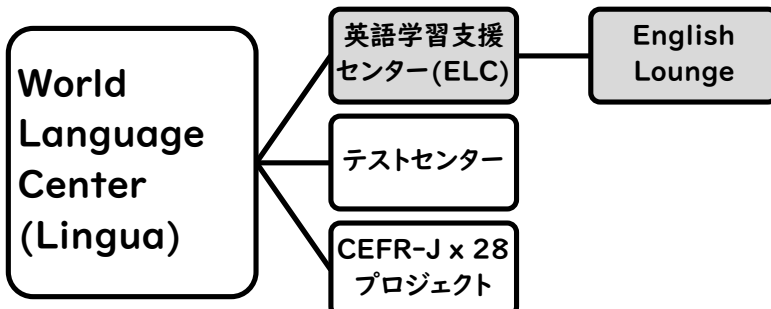 World
Language
Center
(Lingua)
英語学習支援
センター(ELC)
English
Lounge
テストセンター
CEFR-J x 28
プロジェクト